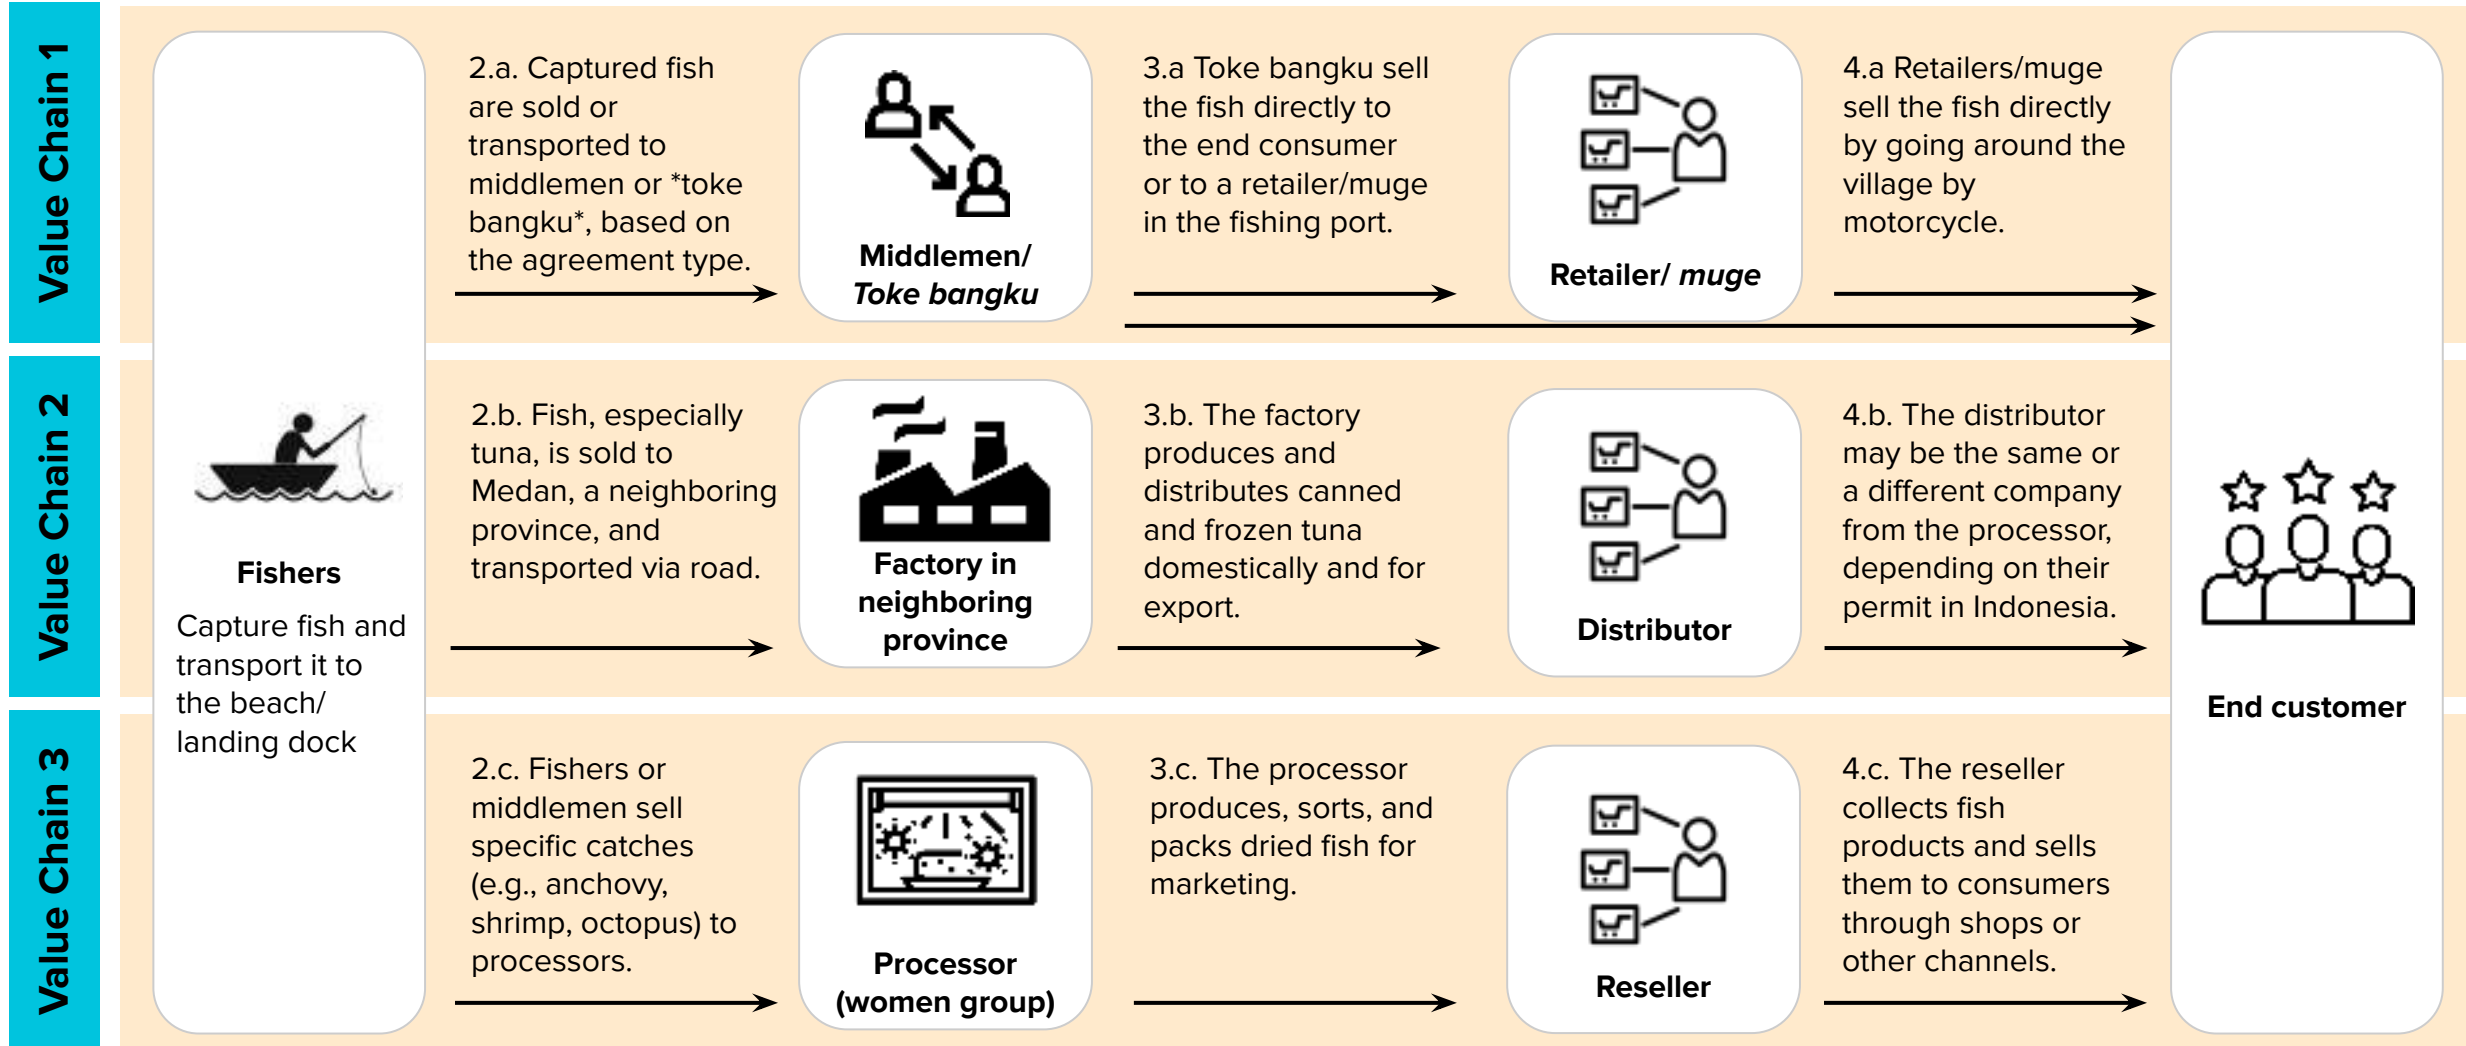 Value Chain 1
2.a. Captured fish
are sold or
transported to
middlemen or *toke
bangku*, based on
the agreement type.
Middlemen/
Toke bangku
3.a Toke bangku sell
the fish directly to
the end consumer
or to a retailer/muge
in the fishing port.
Retailer/ muge
4.a Retailers/muge
sell the fish directly
by going around the
village by
motorcycle.
Value Chain 2
Fishers
Capture fish and
transport it to
the beach/
landing dock
2.b. Fish, especially
tuna, is sold to
Medan, a neighboring
province, and
transported via road.
Factory in
neighboring
province
3.b. The factory
produces and
distributes canned
and frozen tuna
domestically and for
export.
Distributor
4.b. The distributor
may be the same or
a different company
from the processor,
depending on their
permit in Indonesia.
End customer
Value Chain 3
2.c. Fishers or
middlemen sell
specific catches
(e.g., anchovy,
shrimp, octopus) to
processors.
Processor
(women group)
3.c. The processor
produces, sorts, and
packs dried fish for
marketing.
Reseller
4.c. The reseller
collects fish
products and sells
them to consumers
through shops or
other channels.